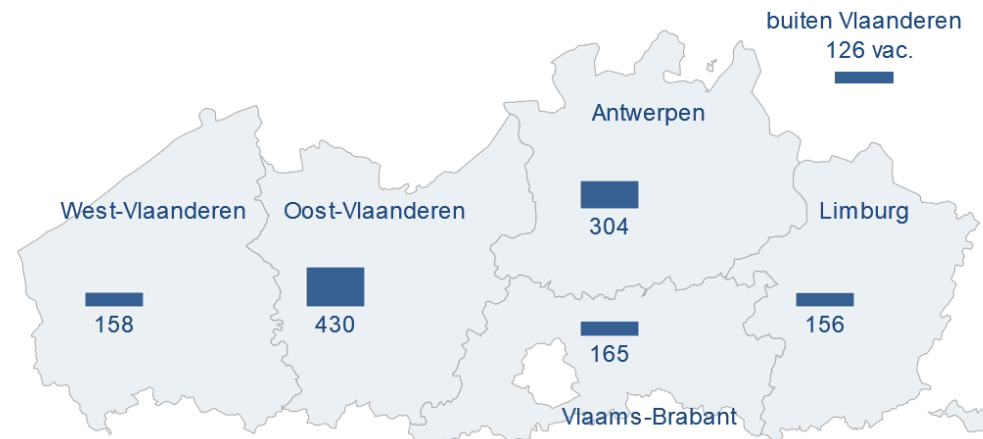 buiten Vlaanderen
126 vac.
Antwerpen
304
West-Vlaanderen
158
Oost-Vlaanderen
430
Limburg
156
165
Vlaams-Brabant